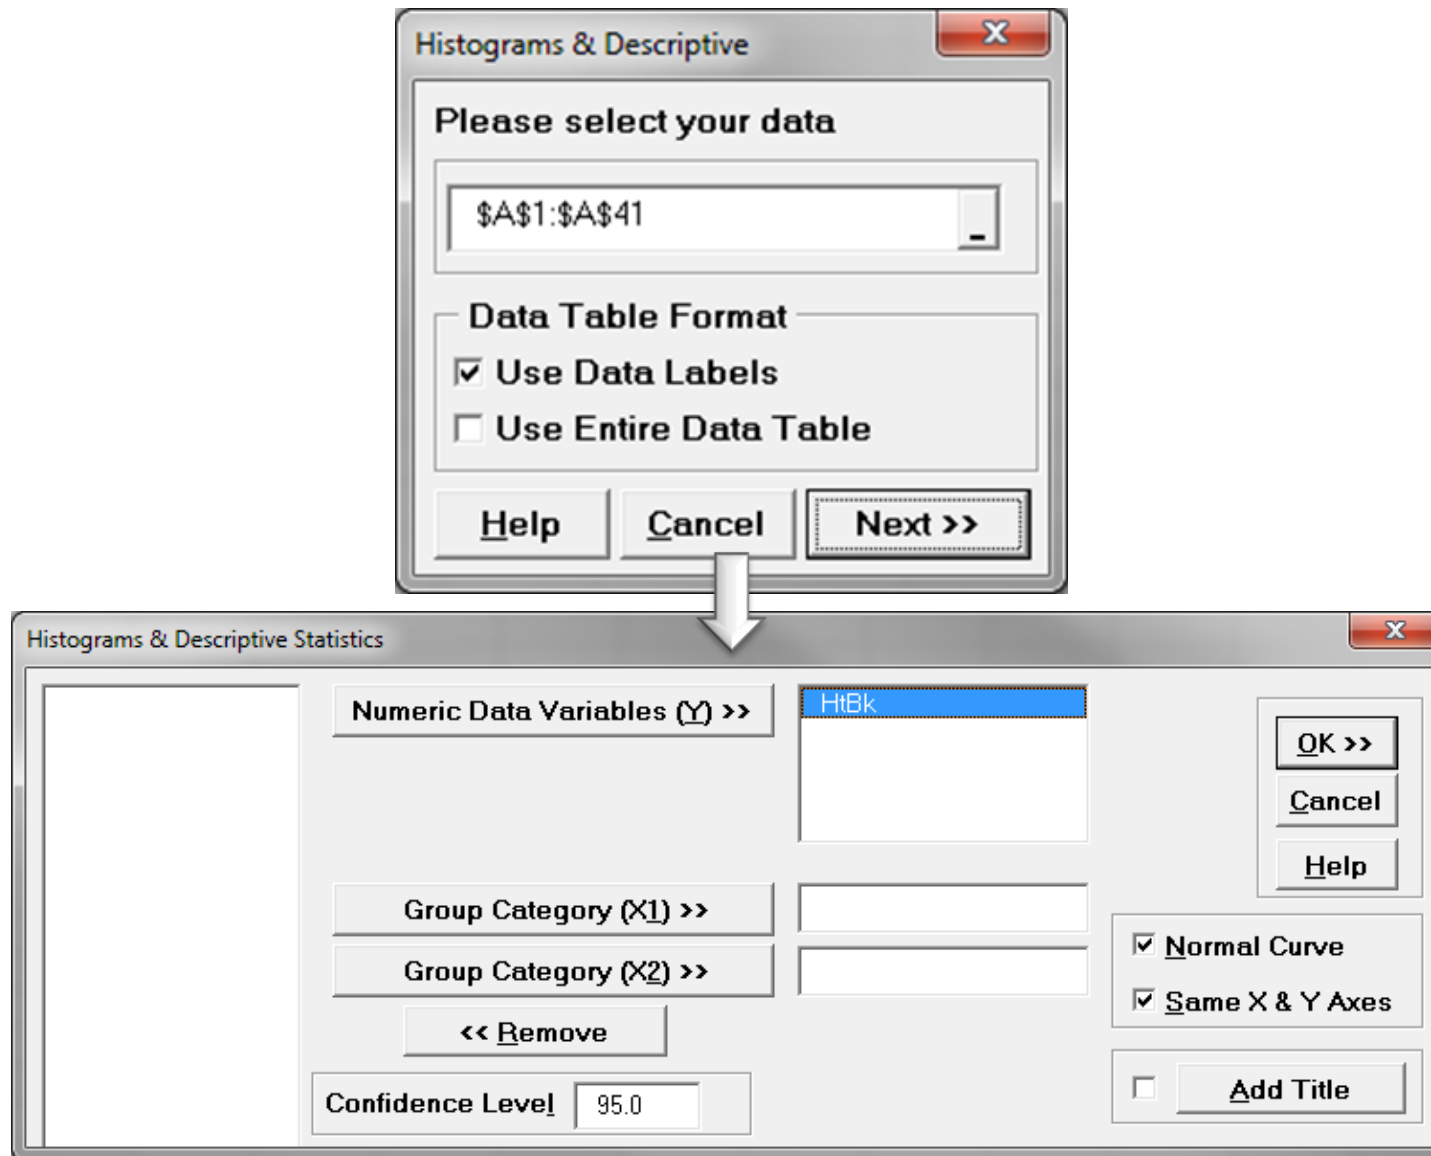 Histograms & Descriptive
Please select your data
$A$1:$A$41
Data Table Format
Use Data Labels
Use Entire Data Table
Help
Cancel
Next >>
Histograms & Descriptive Statistics
Numeric Data Variables (Y) >>
HtBk
OK >>
Cancel
Help
Group Category (X1) >>
Group Category (X2) >>
<< Remove
Normal Curve
Same X & Y Axes
Confidence Level
95.0
Add Title